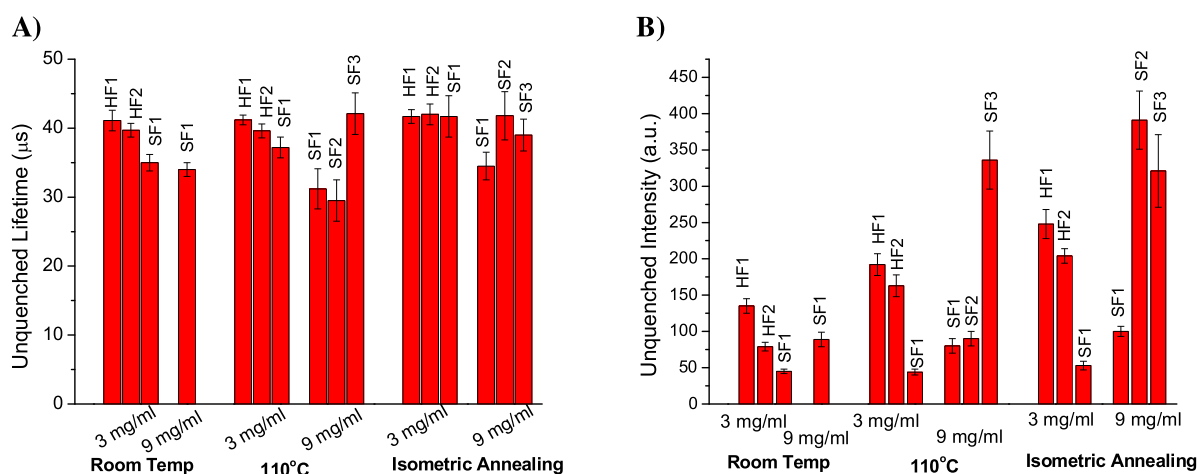 A)
Unquenched Lifetime (μs)
50
40
30
20
10
0
HF1
HF2
SF1
SF1
HF1
HF2
SF1
SF1
SF2
SF3
HF1
HF2
SF1
SF1
SF2
SF3
3 mg/ml
9 mg/ml
3 mg/ml
9 mg/ml
3 mg/ml
9 mg/ml
Room Temp
110°C
Isometric Annealing
B)
Unquenched Intensity (a.u.)
450
400
350
300
250
200
150
100
50
0
HF1
HF2
SF1
SF1
HF1
HF2
SF1
SF1
SF2
SF3
HF1
HF2
SF1
SF1
SF2
SF3
3 mg/ml
9 mg/ml
3 mg/ml
9 mg/ml
3 mg/ml
9 mg/ml
Room Temp
110°C
Isometric Annealing